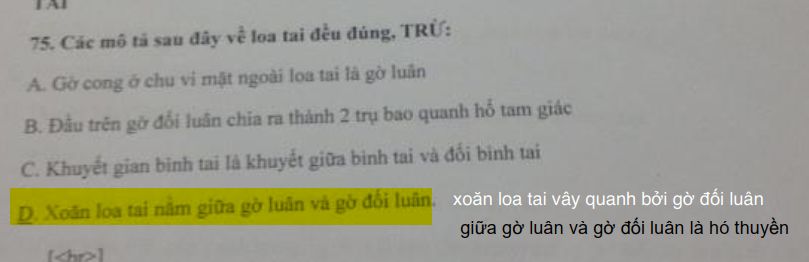 75. Các mô tả sau đây về loa tai đều đúng, TRỪ:
A. Gờ cong ở chu vi mặt ngoài loa tai là gờ luân
B. Đầu trên gờ đối luân chia ra thành 2 trụ bao quanh hố tam giác
C. Khuyết gian bình tai là khuyết giữa bình tai và đối bình tai
D. Xoăn loa tai nằm giữa gờ luân và gờ đối luân. xoăn loa tai vây quanh bởi gờ đối luân
giữa gờ luân và gờ đối luân là hó thuyền
[<hr>]